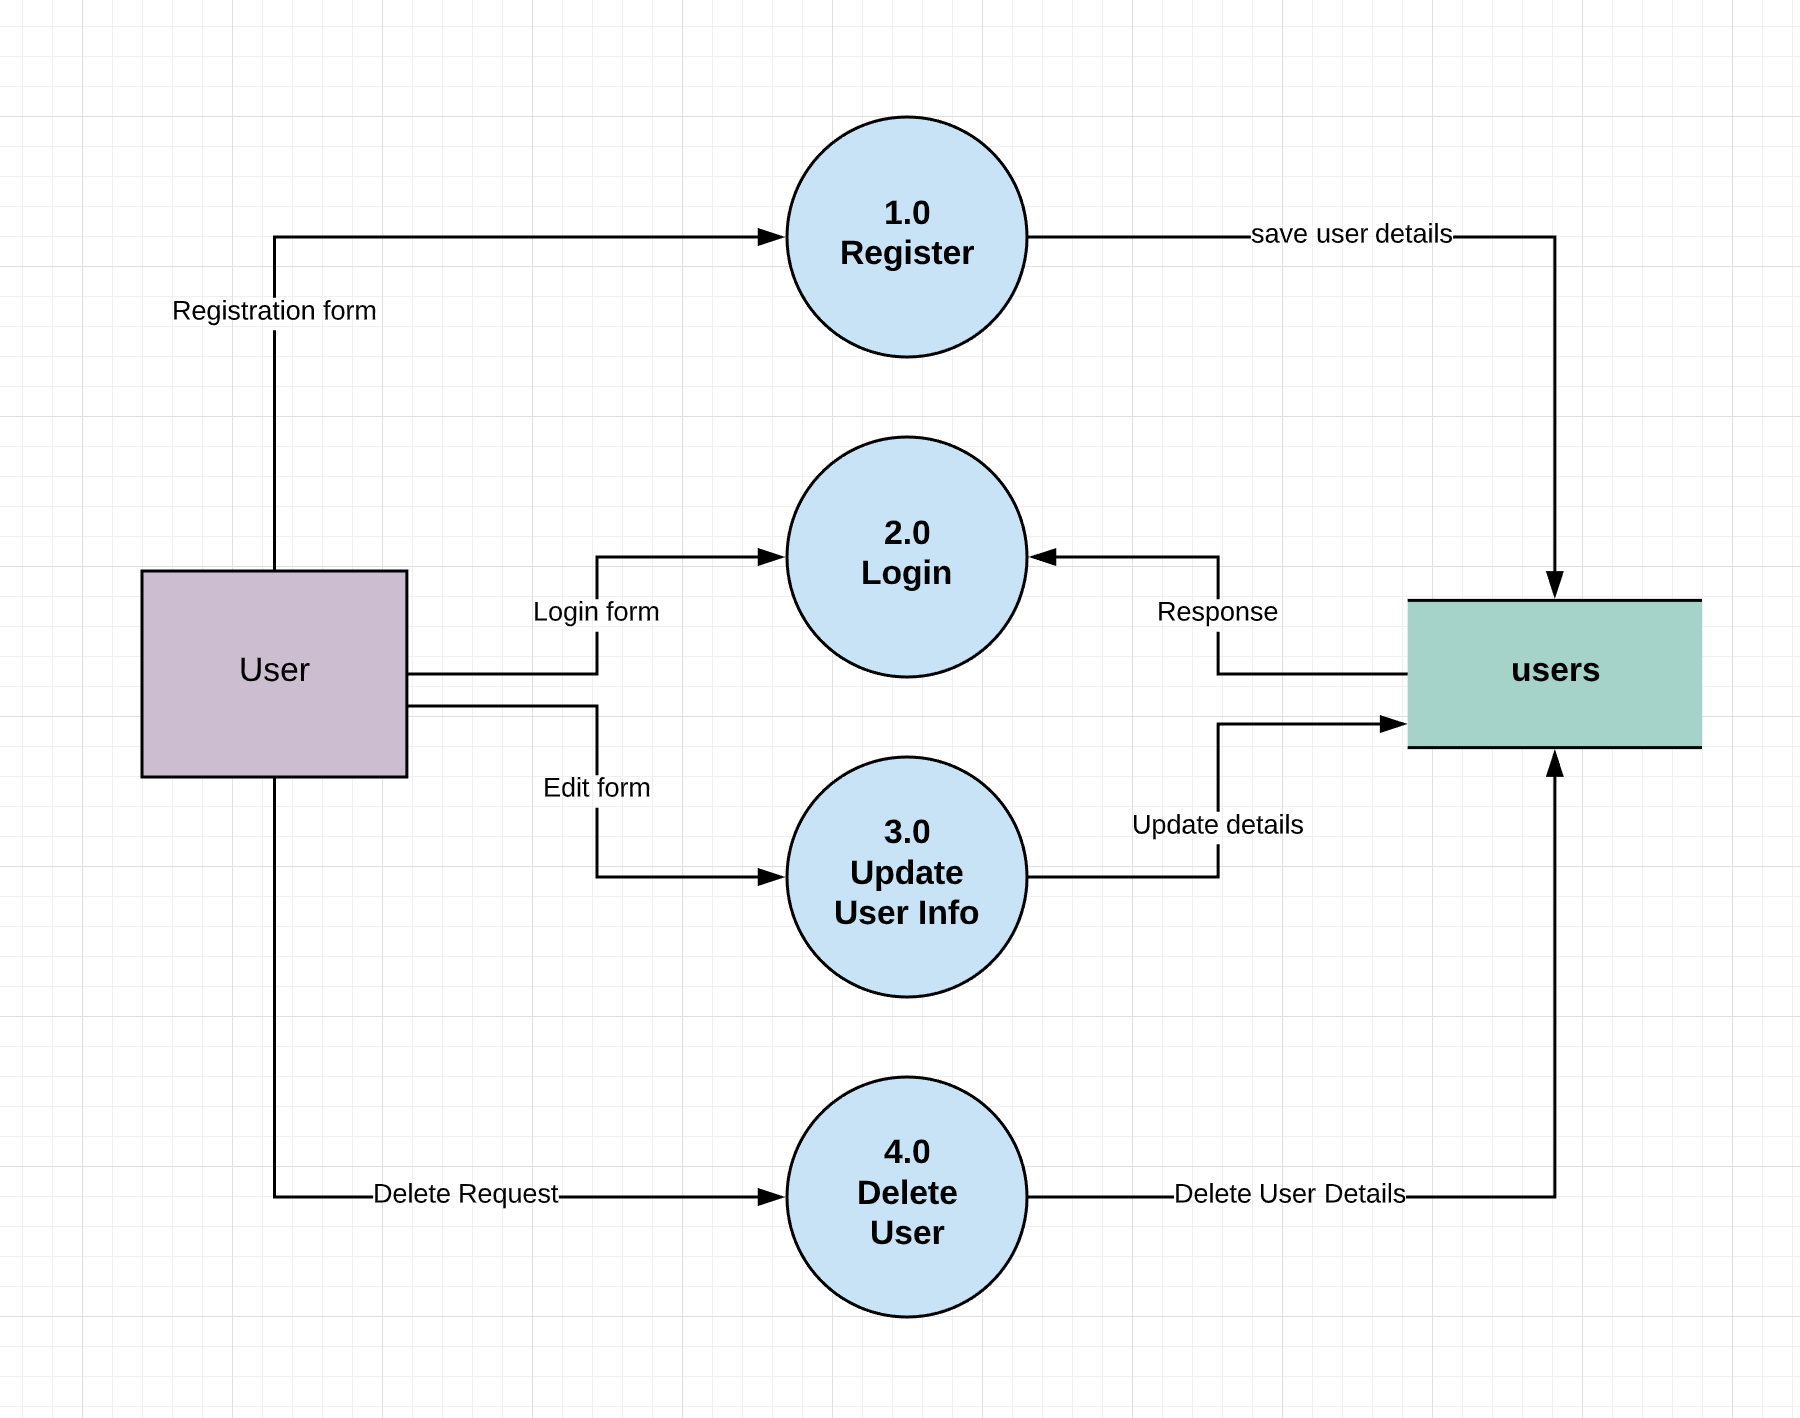 1.0
Register
save user details
Registration form
2.0
Login
Login form
Response
User
users
Edit form
Update details
3.0
Update
User Info
4.0
Delete
User
Delete Request
Delete User Details